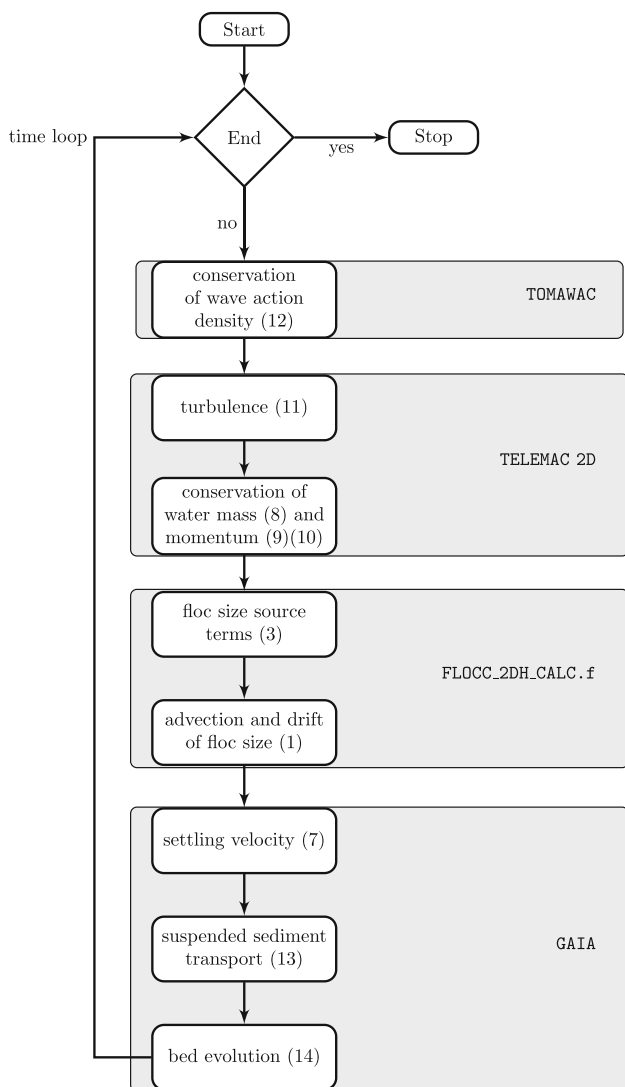 Start
time loop
End
yes
Stop
no
conservation
of wave action
density (12)
TOMAWAC
turbulence (11)
TELEMAC 2D
conservation of
water mass (8) and
momentum (9)(10)
floc size source
terms (3)
FLOCC_2DH_CALC.f
advection and drift
of floc size (1)
settling velocity (7)
suspended sediment
transport (13)
GAIA
bed evolution (14)